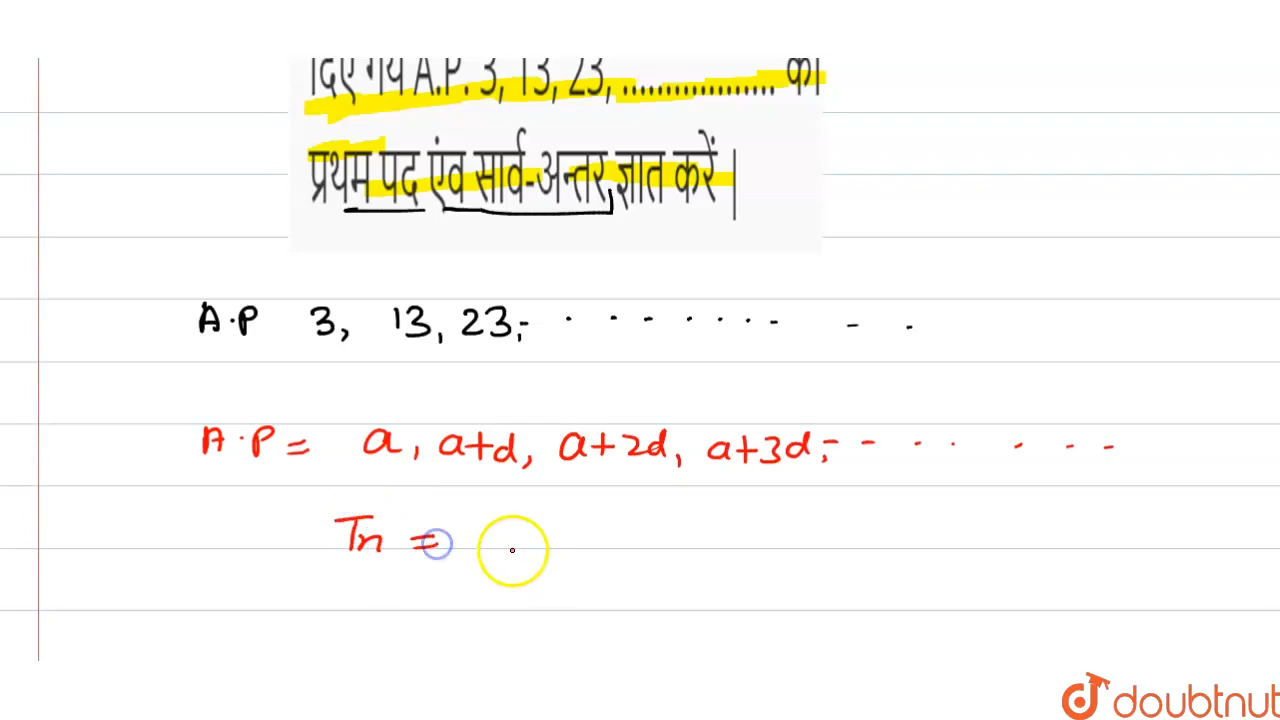 दिए गये A.P. 3, 13, 23, .................. का
प्रथम पद एंव सार्व-अन्तर ज्ञात करें |
A.P 3, 13, 23, - . . - . . . - - .
A.P = a, a+d, a+2d, a+3d, - - . . . - -
Tn =
doubtnut